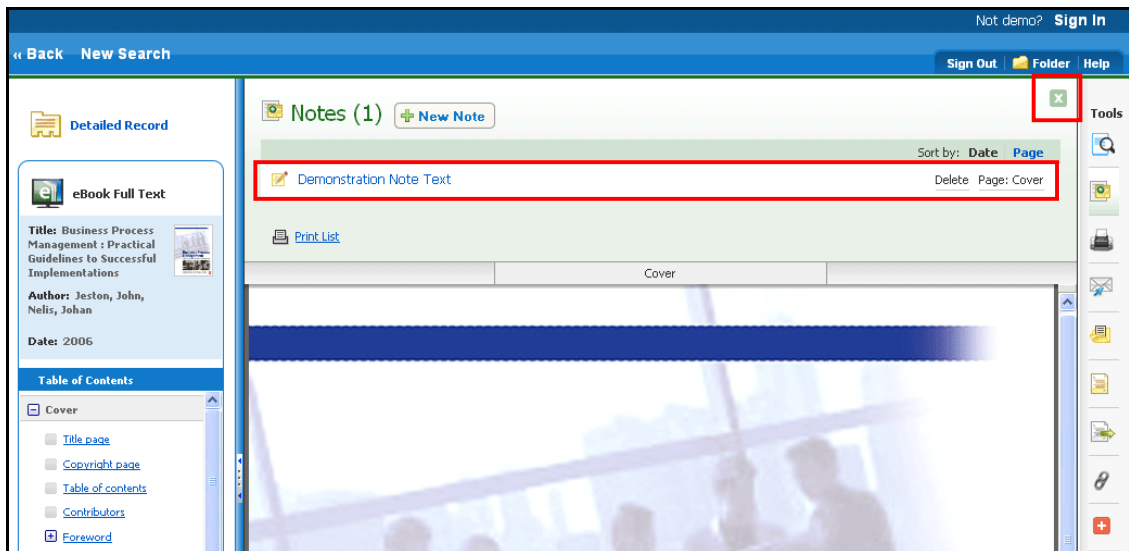 Not demo? Sign In
‹‹ Back New Search
Sign Out Folder Help
Detailed Record
eBook Full Text
Title: Business Process
Management : Practical
Guidelines to Successful
Implementations
Author: Jeston, John,
Nelis, Johan
Date: 2006
Table of Contents
Cover
Title page
Copyright page
Table of contents
Contributors
Foreword
Notes (1) New Note
Sort by: Date Page
Demonstration Note Text Delete Page: Cover
Print List
Cover
Tools